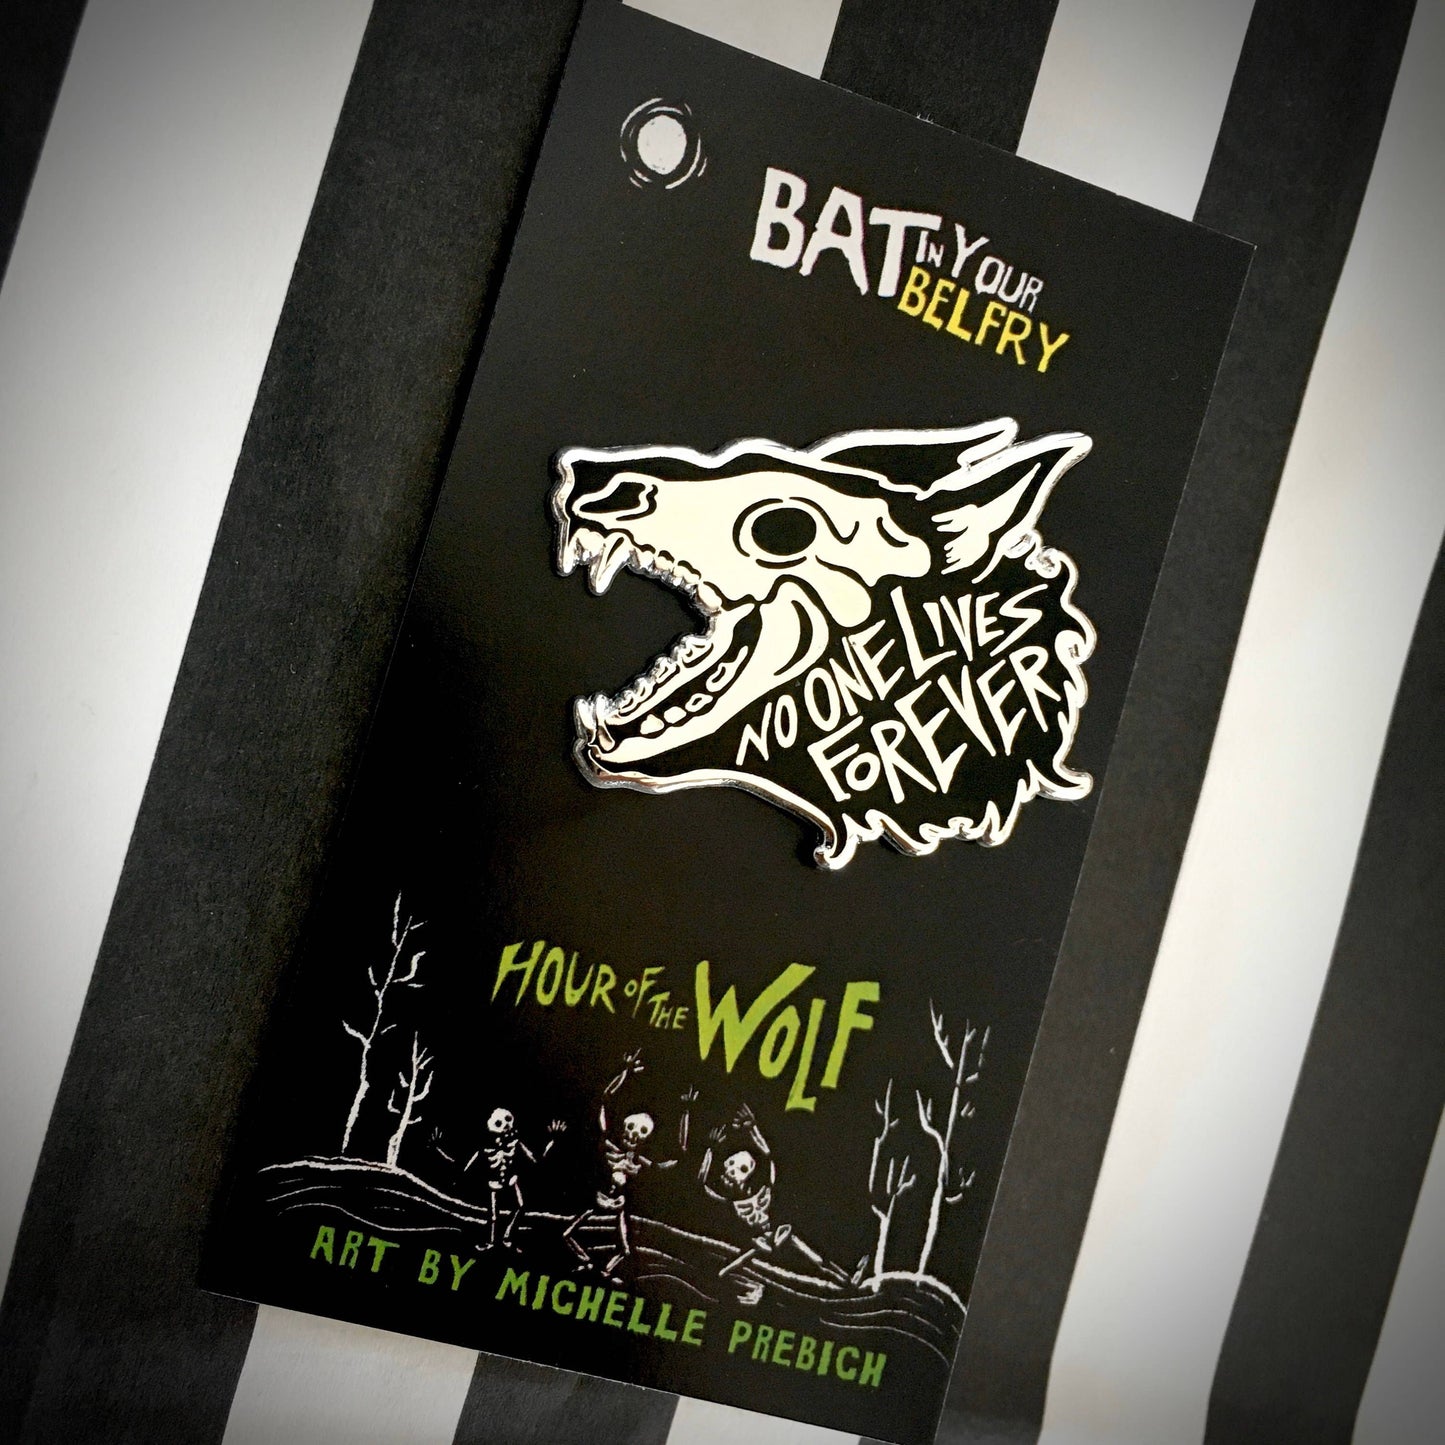 BAT IN YOUR
BELFRY
NO ONE LIVES
FOREVER
HOUR OF THE WOLF
ART BY MICHELLE PREBICH